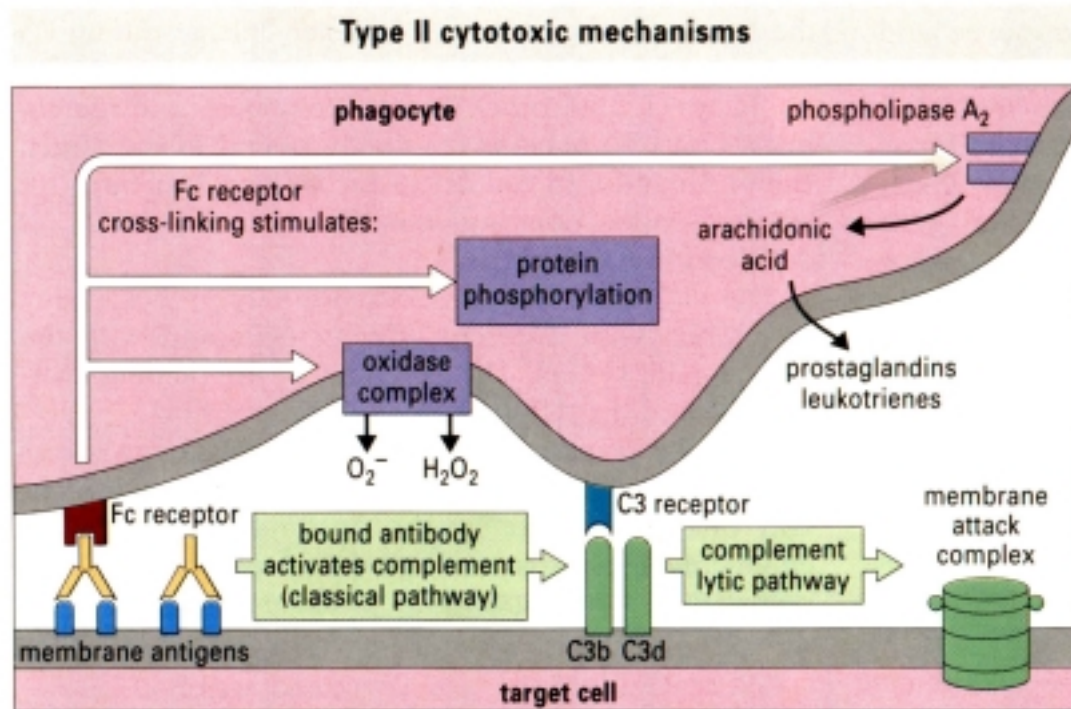 Type II cytotoxic mechanisms
phagocyte
phospholipase A₂
Fc receptor
cross-linking stimulates:
arachidonic
acid
protein
phosphorylation
oxidase
complex
prostaglandins
leukotrienes
O₂⁻ H₂O₂
Fc receptor
C3 receptor
membrane
attack
complex
bound antibody
activates complement
(classical pathway)
complement
lytic pathway
membrane antigens
C3b C3d
target cell